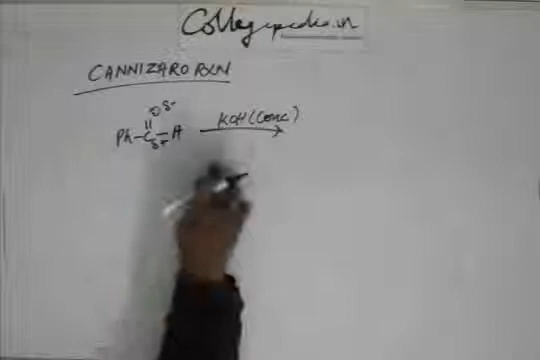 Collegepedia.in
CANNIZARO RXN
O δ-
||
Ph-C-H KOH (Conc)
δ+